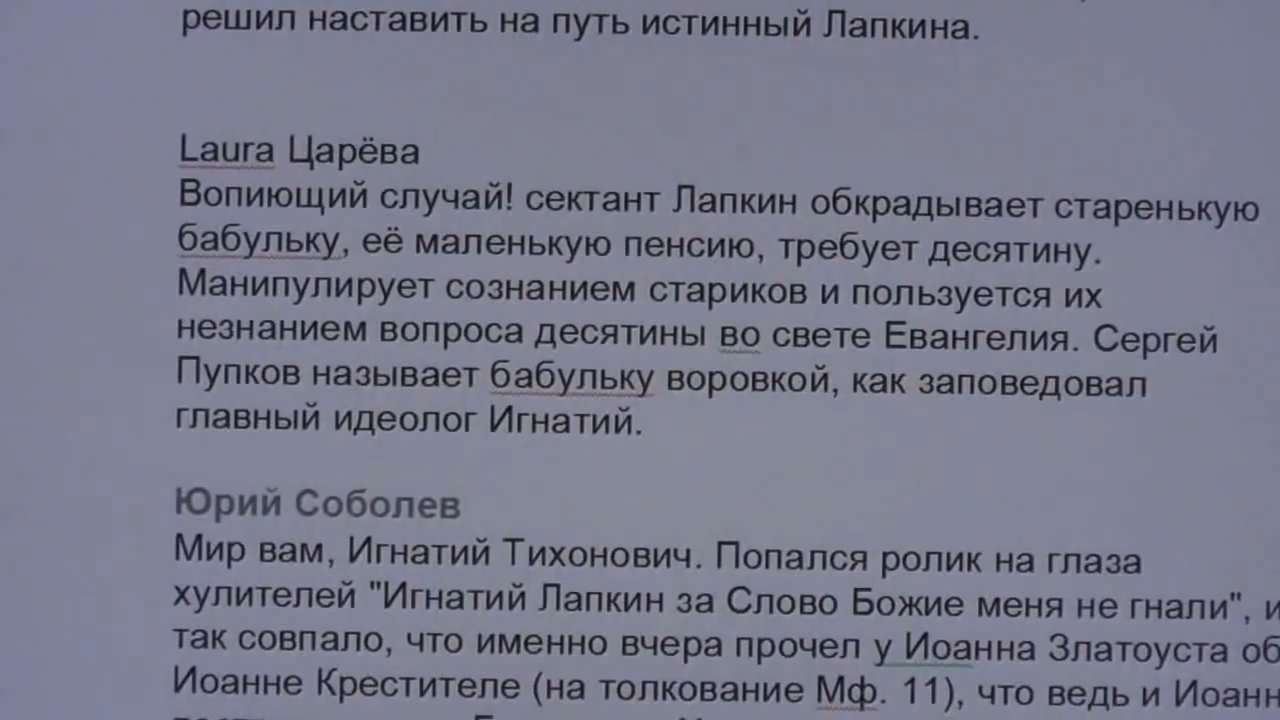 решил наставить на путь истинный Лапкина.
Laura Царёва
Вопиющий случай! сектант Лапкин обкрадывает старенькую
бабульку, её маленькую пенсию, требует десятину.
Манипулирует сознанием стариков и пользуется их
незнанием вопроса десятины во свете Евангелия. Сергей
Пупков называет бабульку воровкой, как заповедовал
главный идеолог Игнатий.
Юрий Соболев
Мир вам, Игнатий Тихонович. Попался ролик на глаза
хулителей "Игнатий Лапкин за Слово Божие меня не гнали", и
так совпало, что именно вчера прочел у Иоанна Златоуста об
Иоанне Крестителе (на толкование Мф. 11), что ведь и Иоанн